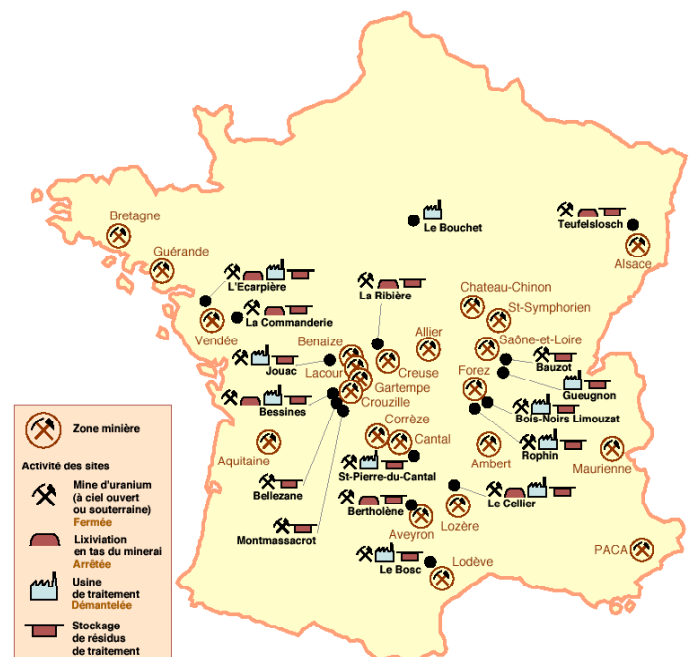 Bretagne
Guérande
Le Bouchet
Teufelslosch
Alsace
L'Ecarpière
La Ribière
Chateau-Chinon
St-Symphorien
La Commanderie
Vendée
Allier
Benaize
Saône-et-Loire
Jouac
Lacour
Creuse
Bauzot
Gartempe
Forez
Gueugnon
Bessines
Crouzille
Bois-Noirs Limouzat
Zone minière
Corrèze
Cantal
Rophin
Aquitaine
Ambert
Maurienne
Activité des sites
St-Pierre-du-Cantal
Mine d'uranium
(à ciel ouvert
ou souterraine)
Fermée
Bellezane
Le Cellier
Bertholène
Lozère
Aveyron
Montmassacrot
Lixiviation
en tas du minerai
Arrêtée
PACA
Le Bosc
Lodève
Usine
de traitement
Démantelée
Stockage
de résidus
de traitement